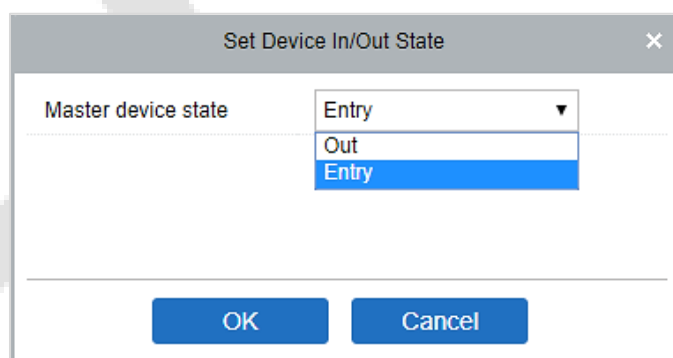 Set Device In/Out State
Master device state
Entry
Out
Entry
OK
Cancel